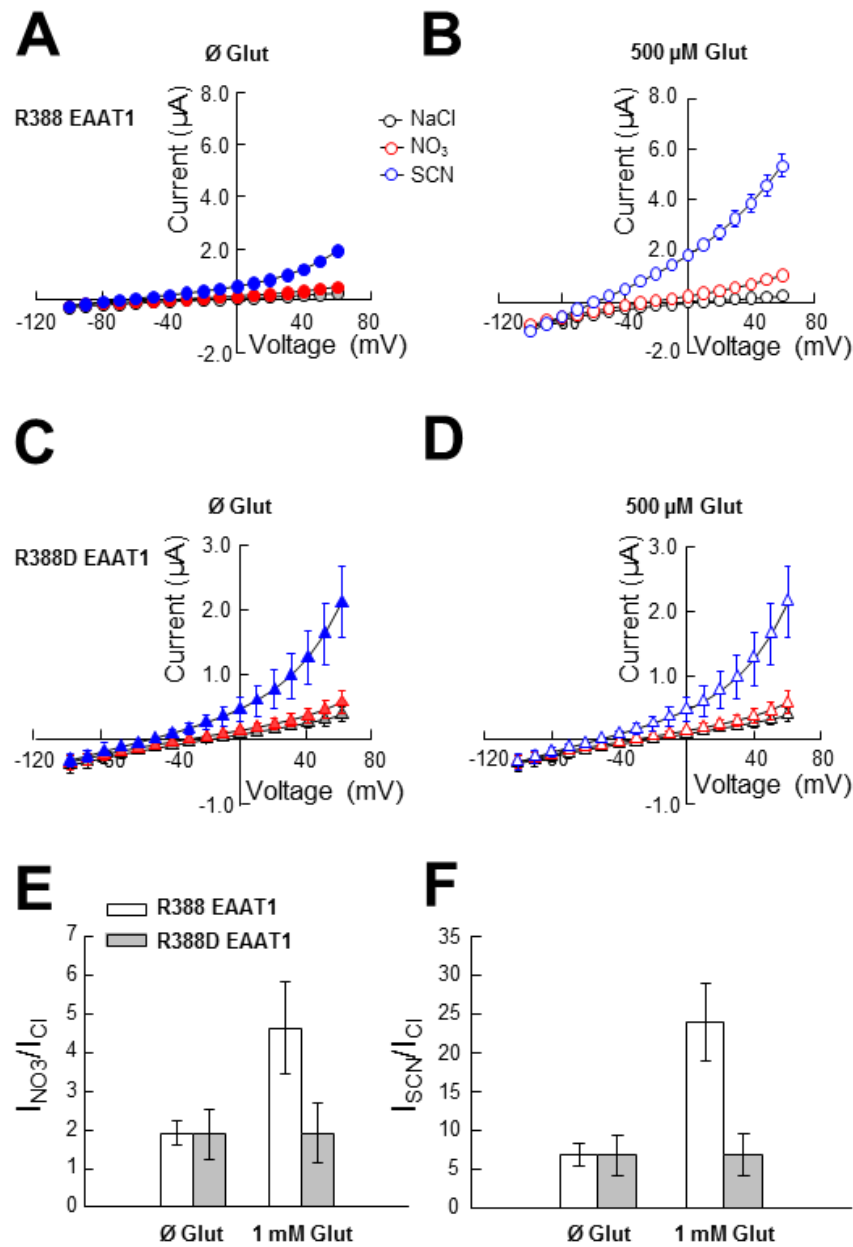 A
B
Ø Glut
500 µM Glut
R388 EAAT1
Current (µA)
8.0
6.0
4.0
2.0
-2.0
-120
-40
40
80
Voltage (mV)
NaCl
NO3
SCN
Current (µA)
8.0
6.0
4.0
2.0
-2.0
-120
-40
40
80
Voltage (mV)
C
D
Ø Glut
500 µM Glut
R388D EAAT1
Current (µA)
3.0
2.0
1.0
-1.0
-120
-40
40
80
Voltage (mV)
Current (µA)
3.0
2.0
1.0
-1.0
-120
-40
40
80
Voltage (mV)
E
F
R388 EAAT1
R388D EAAT1
INO3/ICl
7
6
5
4
3
2
1
0
Ø Glut
1 mM Glut
ISCN/ICl
35
30
25
20
15
10
5
0
Ø Glut
1 mM Glut